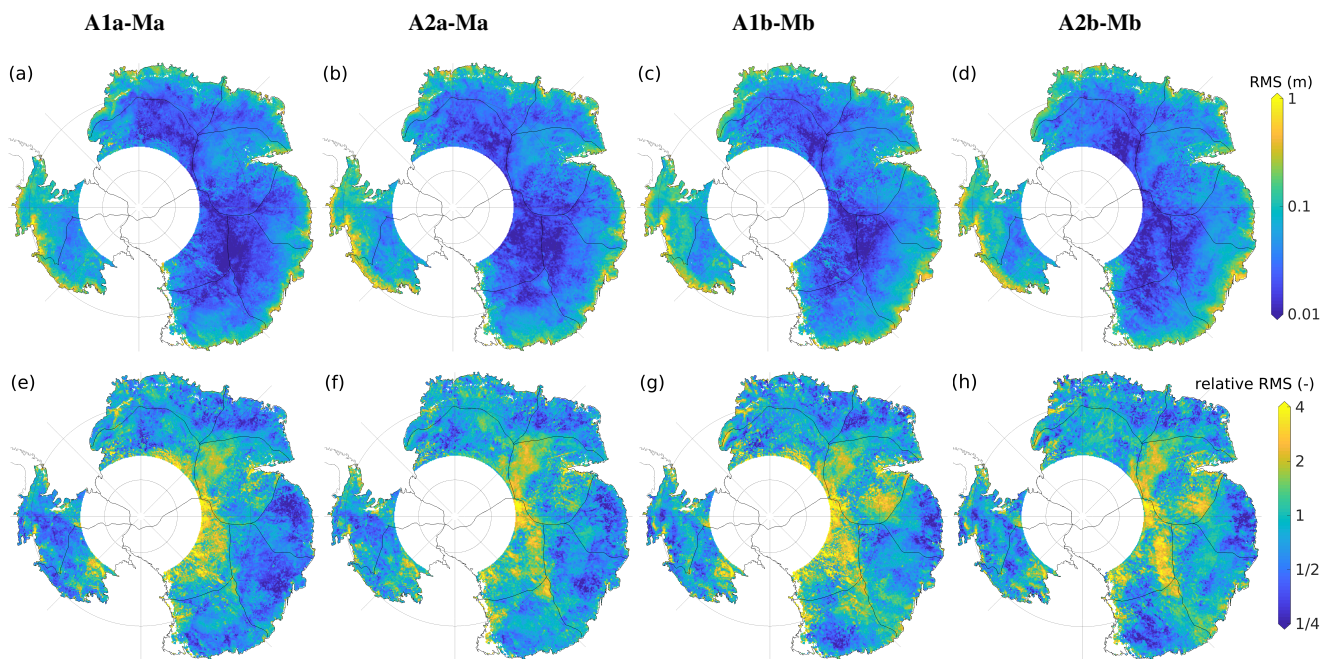 A1a-Ma A2a-Ma A1b-Mb A2b-Mb
(a) (b) (c) (d) RMS (m)
1
0.1
0.01
(e) (f) (g) (h) relative RMS (-)
4
2
1
1/2
1/4